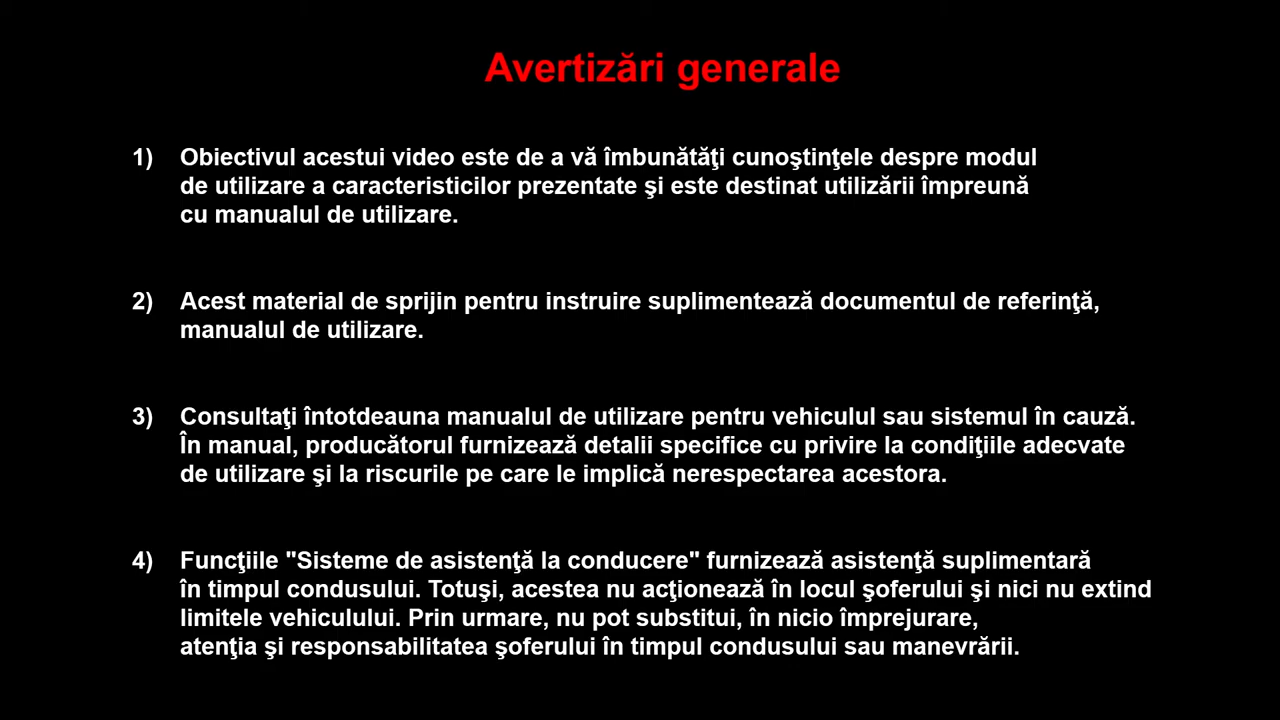 Avertizări generale
1) Obiectivul acestui video este de a vă îmbunătăţi cunoştinţele despre modul
de utilizare a caracteristicilor prezentate şi este destinat utilizării împreună
cu manualul de utilizare.
2) Acest material de sprijin pentru instruire suplimentează documentul de referinţă,
manualul de utilizare.
3) Consultaţi întotdeauna manualul de utilizare pentru vehiculul sau sistemul în cauză.
În manual, producătorul furnizează detalii specifice cu privire la condiţiile adecvate
de utilizare şi la riscurile pe care le implică nerespectarea acestora.
4) Funcţiile "Sisteme de asistenţă la conducere" furnizează asistenţă suplimentară
în timpul condusului. Totuşi, acestea nu acţionează în locul şoferului şi nici nu extind
limitele vehiculului. Prin urmare, nu pot substitui, în nicio împrejurare,
atenţia şi responsabilitatea şoferului în timpul condusului sau manevrării.